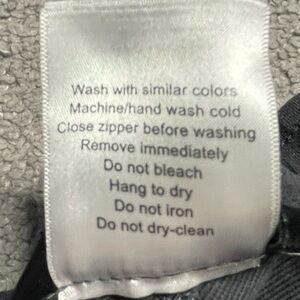 Wash with similar colors
Machine/hand wash cold
Close zipper before washing
Remove immediately
Do not bleach
Hang to dry
Do not iron
Do not dry-clean